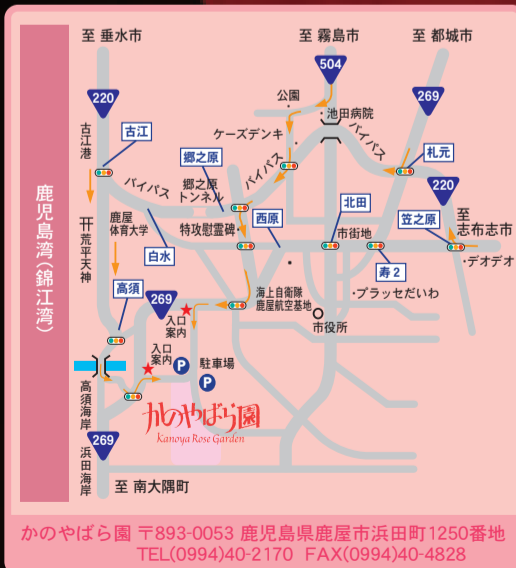 至 垂水市
至 霧島市
至 都城市
504
220
269
公園
池田病院
ケーズデンキ
バイパス
札元
古江港
古江
郷之原
バイパス
220
バイパス
郷之原
トンネル
至
志布志市
鹿児島湾(錦江湾)
荒平天神
鹿屋
体育大学
特攻慰霊碑
西原
北田
市街地
笠之原
白水
寿2
デオデオ
高須
269
海上自衛隊
鹿屋航空基地
プラッセだいわ
入口
案内
市役所
入口
案内
P
駐車場
P
高須海岸
かのやばら園
Kanoya Rose Garden
269
浜田海岸
至 南大隅町
かのやばら園 〒893-0053 鹿児島県鹿屋市浜田町1250番地
TEL(0994)40-2170 FAX(0994)40-4828